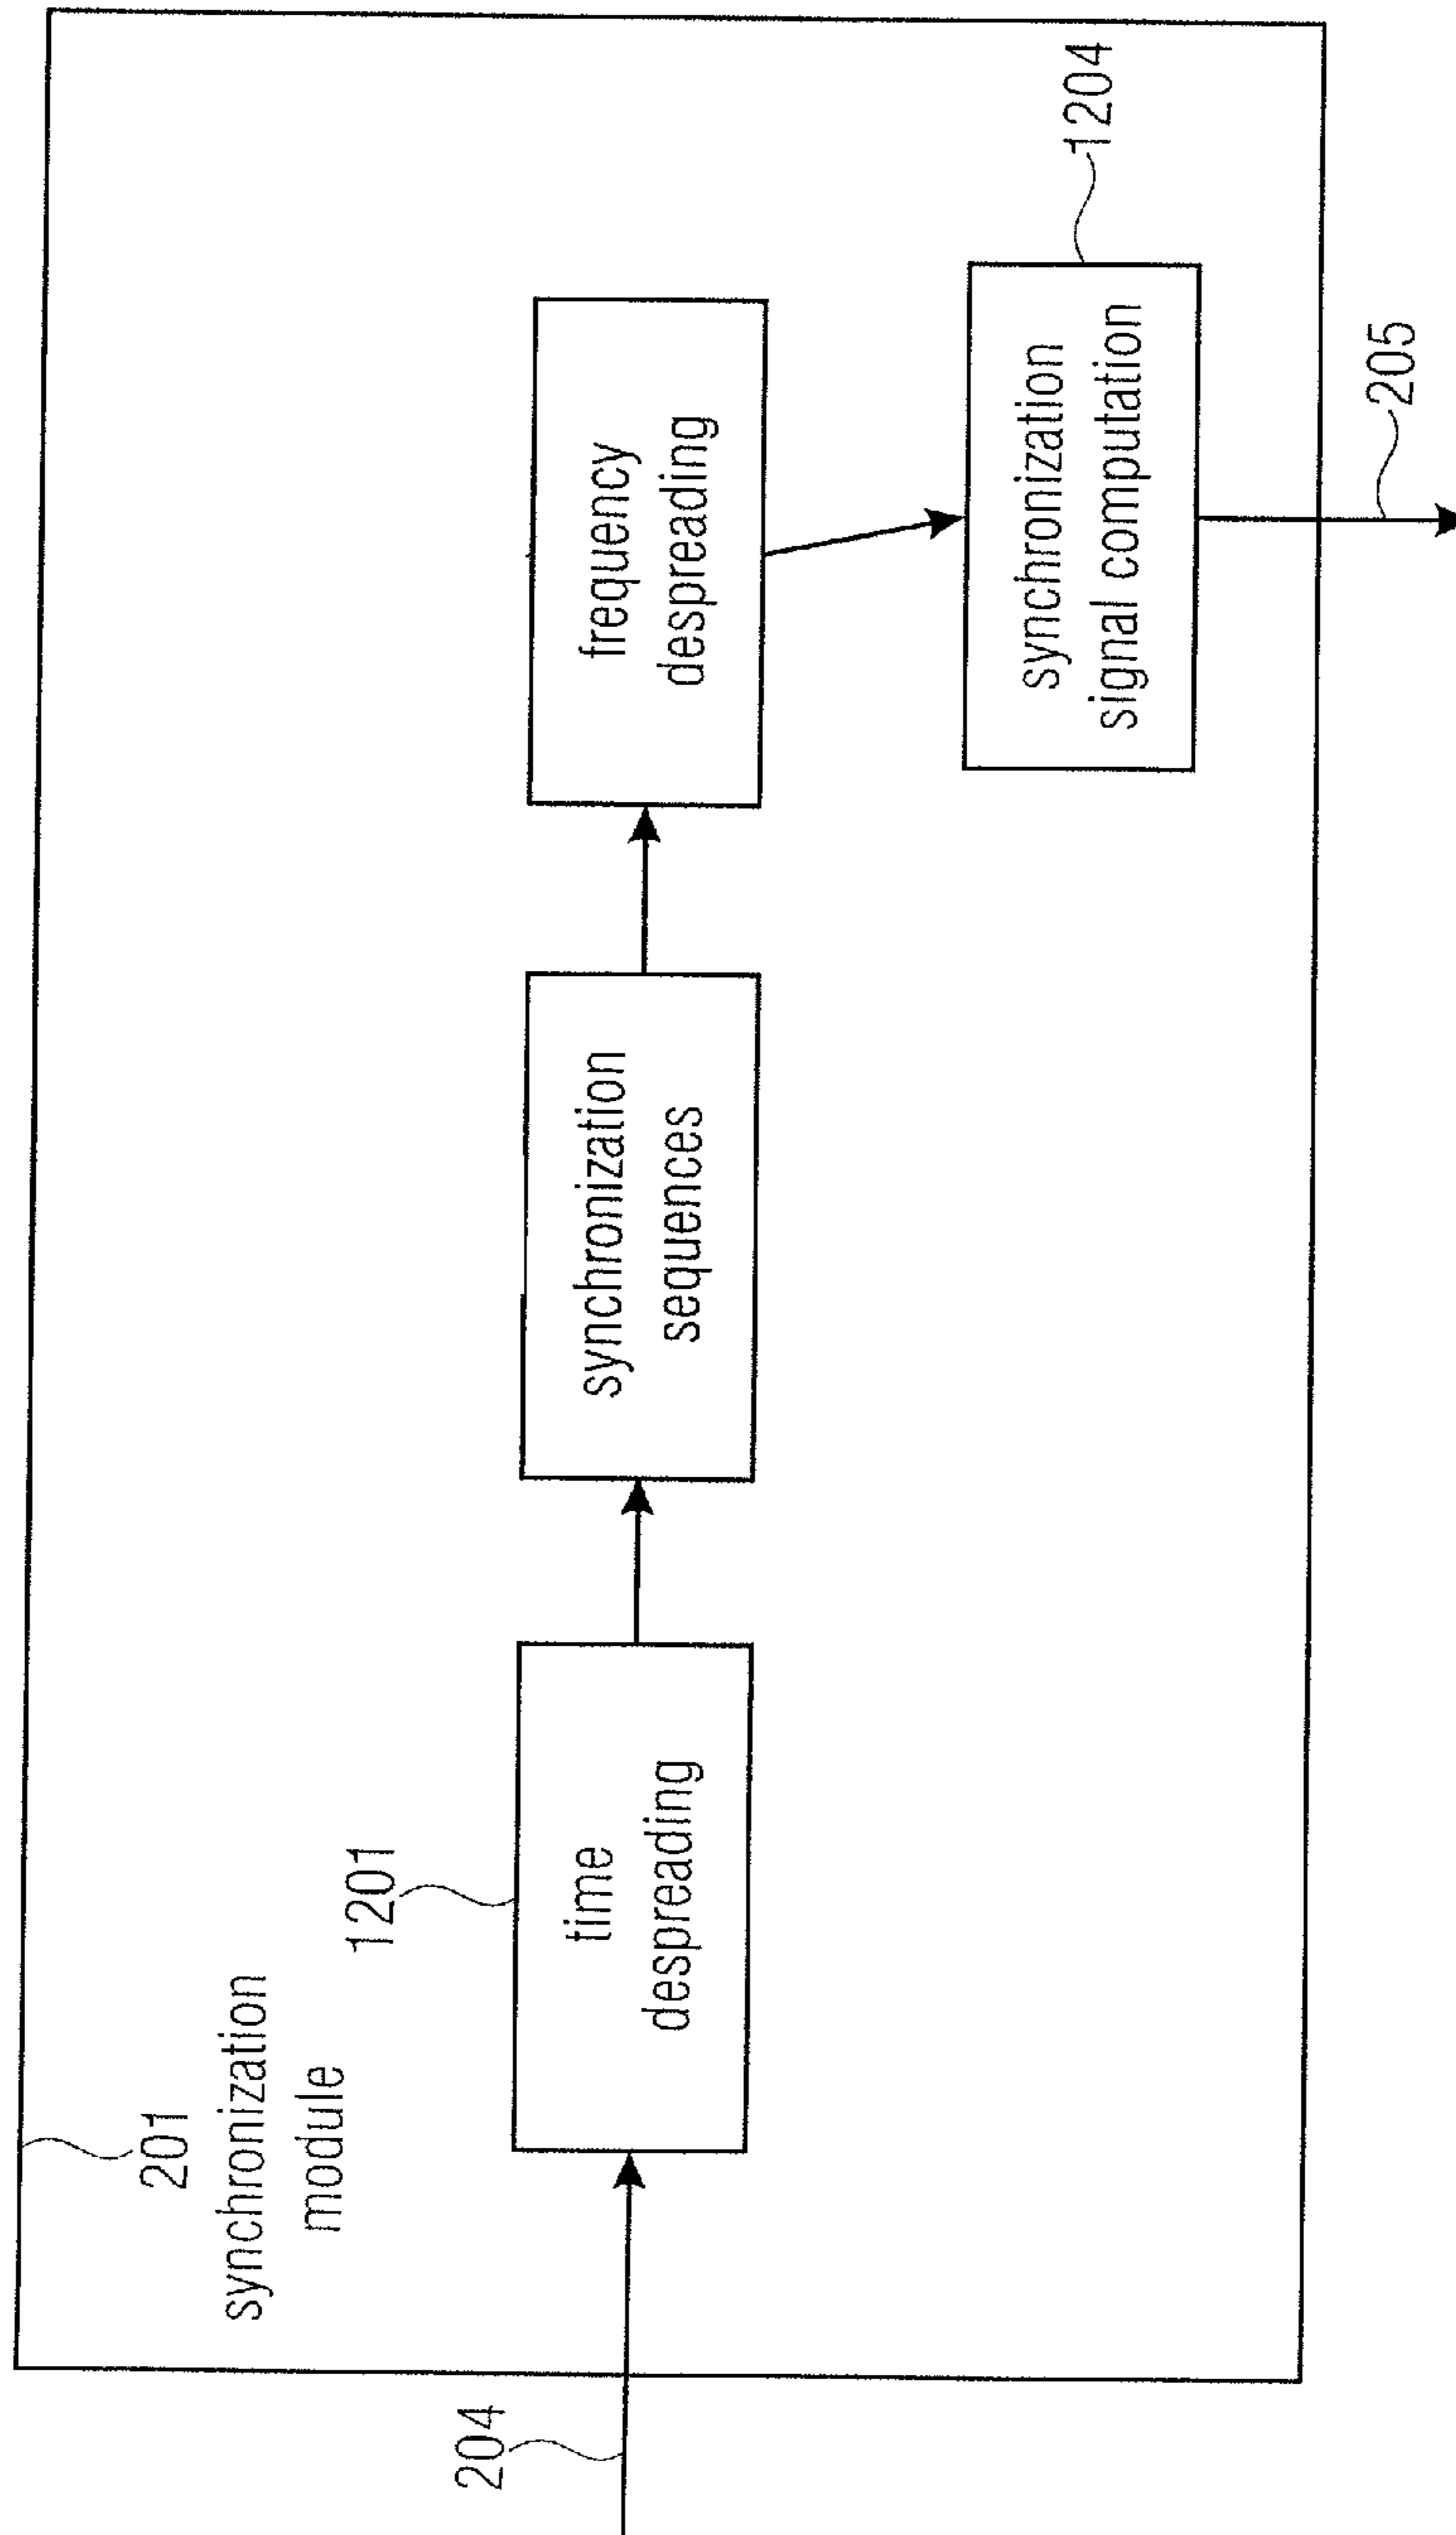 201
synchronization
module
204
1201
time
despreading
synchronization
sequences
frequency
despreading
synchronization
signal computation
1204
205